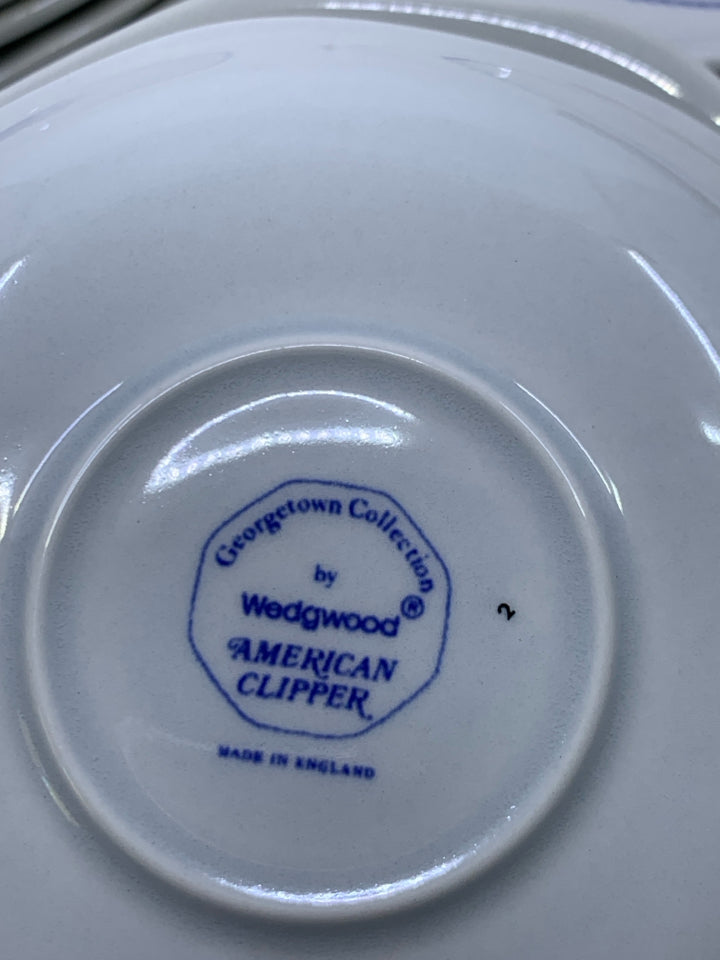 Georgetown Collection
by
Wedgwood®
AMERICAN
CLIPPER
MADE IN ENGLAND
2